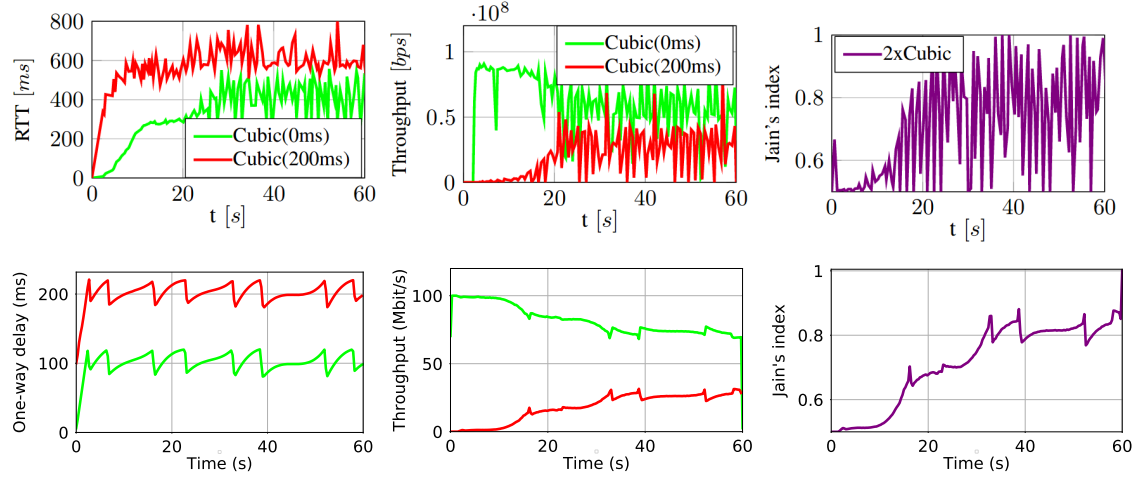 RTT [ms]
800
600
400
200
0
0 20 40 60
t [s]
Cubic(0ms)
Cubic(200ms)
Throughput [bps]
·10⁸
1
0.5
0
0 20 40 60
t [s]
Cubic(0ms)
Cubic(200ms)
Jain's index
1
0.8
0.6
0 20 40 60
t [s]
2xCubic
One-way delay (ms)
200
100
0
0 20 40 60
Time (s)
Throughput (Mbit/s)
100
50
0
0 20 40 60
Time (s)
Jain's index
1
0.8
0.6
0 20 40 60
Time (s)